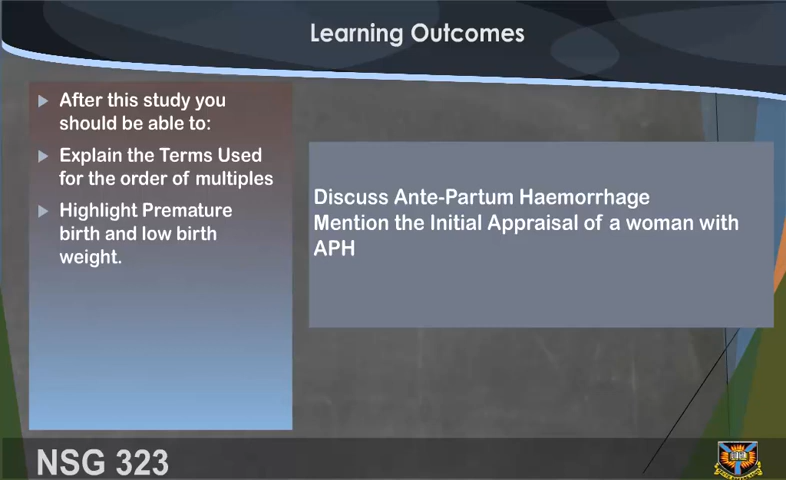 Learning Outcomes
After this study you
should be able to:
Explain the Terms Used
for the order of multiples
Highlight Premature
birth and low birth
weight.
Discuss Ante-Partum Haemorrhage
Mention the Initial Appraisal of a woman with
APH
NSG 323